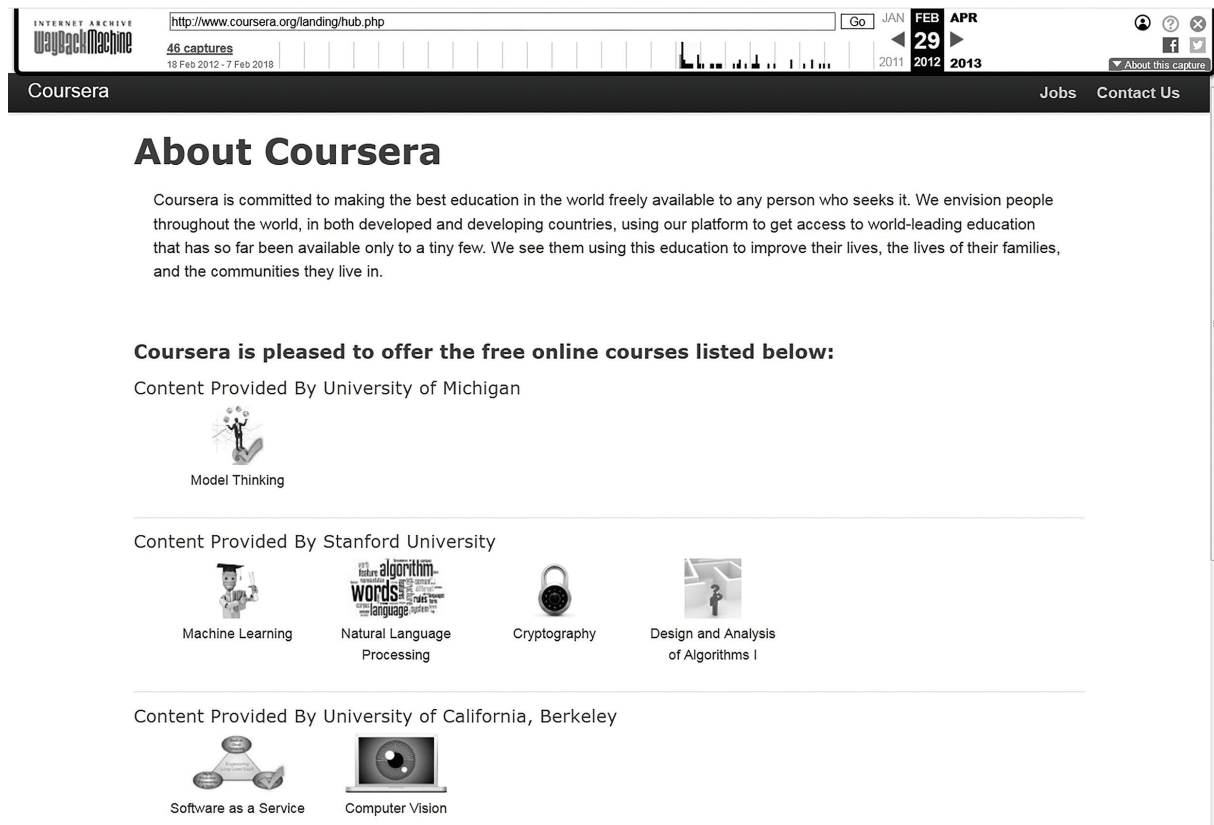 INTERNET ARCHIVE
WayBackMachine
http://www.coursera.org/landing/hub.php
Go
JAN FEB APR
46 captures
29
18 Feb 2012 - 7 Feb 2018
2011 2012 2013
About this capture
Coursera
Jobs Contact Us
About Coursera
Coursera is committed to making the best education in the world freely available to any person who seeks it. We envision people
throughout the world, in both developed and developing countries, using our platform to get access to world-leading education
that has so far been available only to a tiny few. We see them using this education to improve their lives, the lives of their families,
and the communities they live in.
Coursera is pleased to offer the free online courses listed below:
Content Provided By University of Michigan
Model Thinking
Content Provided By Stanford University
feature algorithm
words
rules
language system
Machine Learning
Natural Language
Processing
Cryptography
Design and Analysis
of Algorithms I
Content Provided By University of California, Berkeley
Software as a Service
Computer Vision